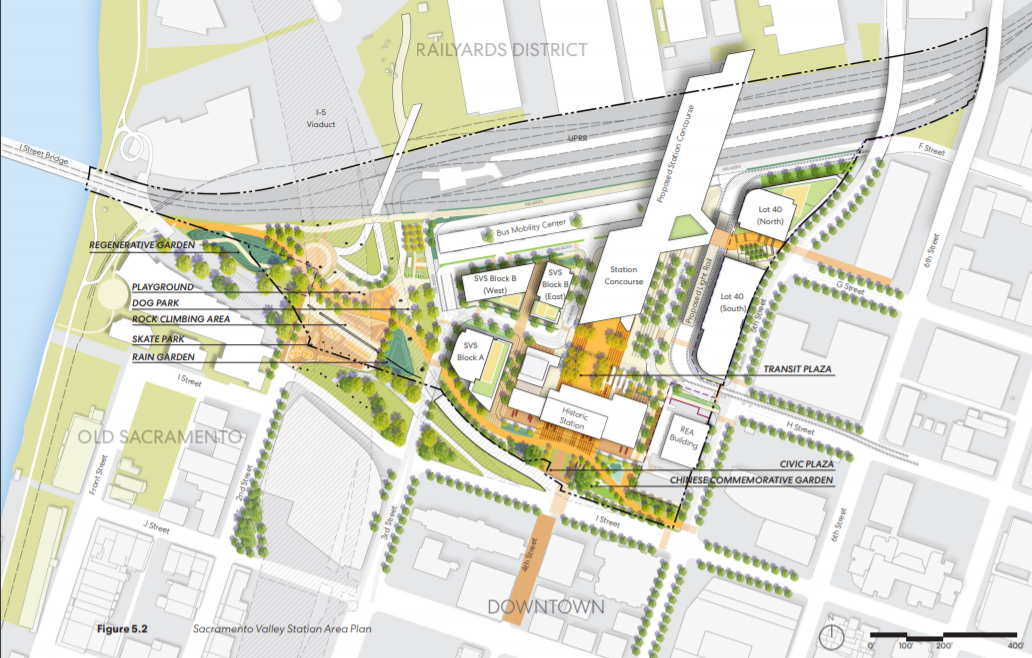 RAILYARDS DISTRICT
I-5
Viaduct
UPRR
Proposed Station Concourse
I Street Bridge
F Street
Lot 40
(North)
Bus Mobility Center
6th Street
REGENERATIVE GARDEN
Station
Concourse
SVS Block B
(West)
SVS
Block B
(East)
Proposed Light Rail
G Street
PLAYGROUND
DOG PARK
ROCK CLIMBING AREA
SKATE PARK
RAIN GARDEN
Lot 40
(South)
5th Street
SVS
Block A
TRANSIT PLAZA
I Street
Historic
Station
H Street
REA
Building
OLD SACRAMENTO
CIVIC PLAZA
CHINESE COMMEMORATIVE GARDEN
Front Street
2nd Street
3rd Street
I Street
6th Street
J Street
4th Street
DOWNTOWN
Figure 5.2 Sacramento Valley Station Area Plan
N
0' 100' 200' 400'